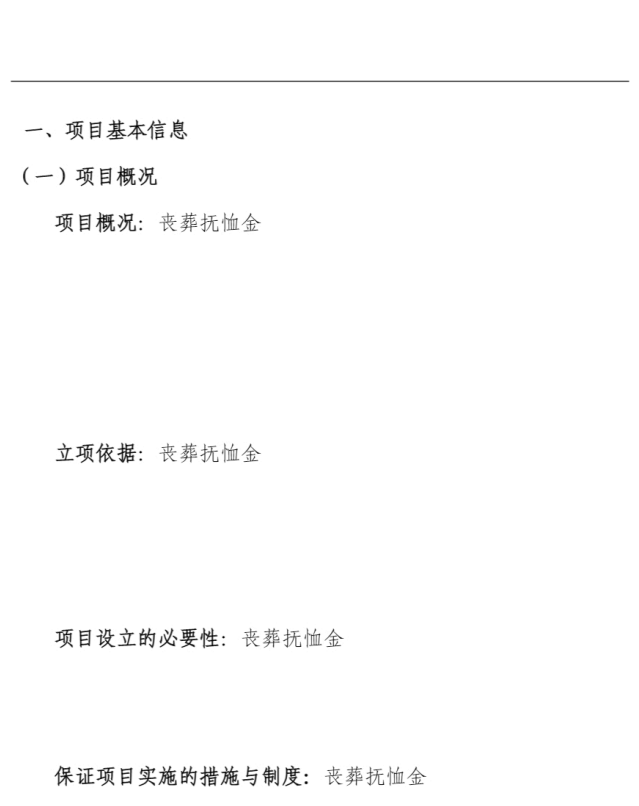 一、项目基本信息
（一）项目概况
项目概况：丧葬抚恤金
立项依据：丧葬抚恤金
项目设立的必要性：丧葬抚恤金
保证项目实施的措施与制度：丧葬抚恤金